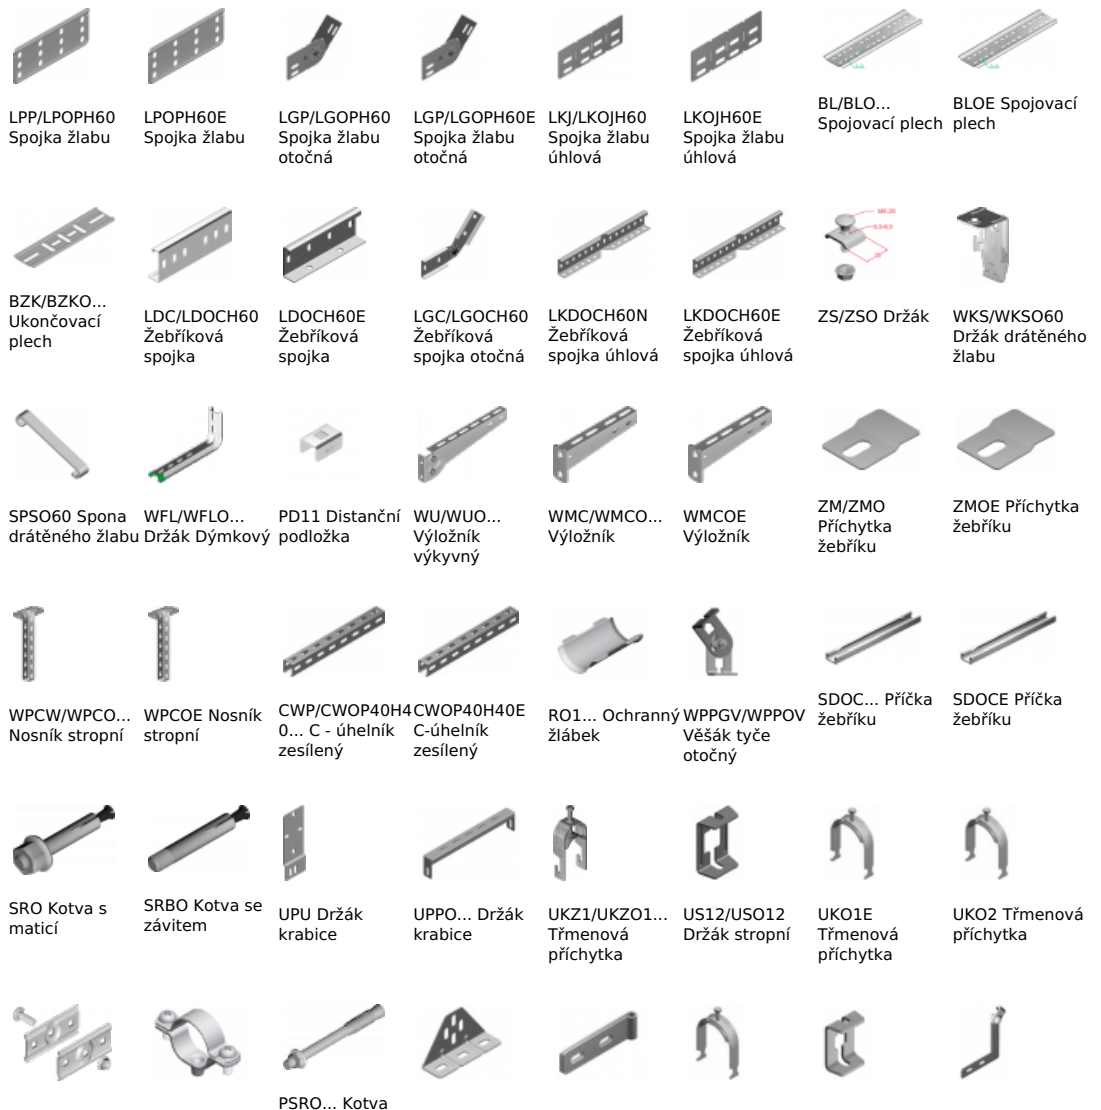 LPP/LPOPH60
Spojka žlabu
LPOPH60E
Spojka žlabu
LGP/LGOPH60
Spojka žlabu
otočná
LGP/LGOPH60E
Spojka žlabu
otočná
LKJ/LKOJH60
Spojka žlabu
úhlová
LKOJH60E
Spojka žlabu
úhlová
BL/BLO...
Spojovací plech
BLOE Spojovací
plech
BZK/BZKO...
Ukončovací
plech
LDC/LDOCH60
Žebříková
spojka
LDOCH60E
Žebříková
spojka
LGC/LGOCH60
Žebříková
spojka otočná
LKDOCH60N
Žebříková
spojka úhlová
LKDOCH60E
Žebříková
spojka úhlová
ZS/ZSO Držák
WKS/WKSO60
Držák drátěného
žlabu
SPSO60 Spona
drátěného žlabu
WFL/WFLO...
Držák Dýmkový
PD11 Distanční
podložka
WU/WUO...
Výložník
výkyvný
WMC/WMCO...
Výložník
WMCOE
Výložník
ZM/ZMO
Příchytka
žebříku
ZMOE Příchytka
žebříku
WPCW/WPCO...
Nosník stropní
WPCOE Nosník
stropní
CWP/CWOP40H4
0... C - úhelník
zesílený
CWOP40H40E
C-úhelník
zesílený
RO1... Ochranný
žlábek
WPPGV/WPPOV
Věšák tyče
otočný
SDOC... Příčka
žebříku
SDOCE Příčka
žebříku
SRO Kotva s
maticí
SRBO Kotva se
závitem
UPU Držák
krabice
UPPO... Držák
krabice
UKZ1/UKZO1...
Třmenová
příchytka
US12/USO12
Držák stropní
UKO1E
Třmenová
příchytka
UKO2 Třmenová
příchytka
PSRO... Kotva